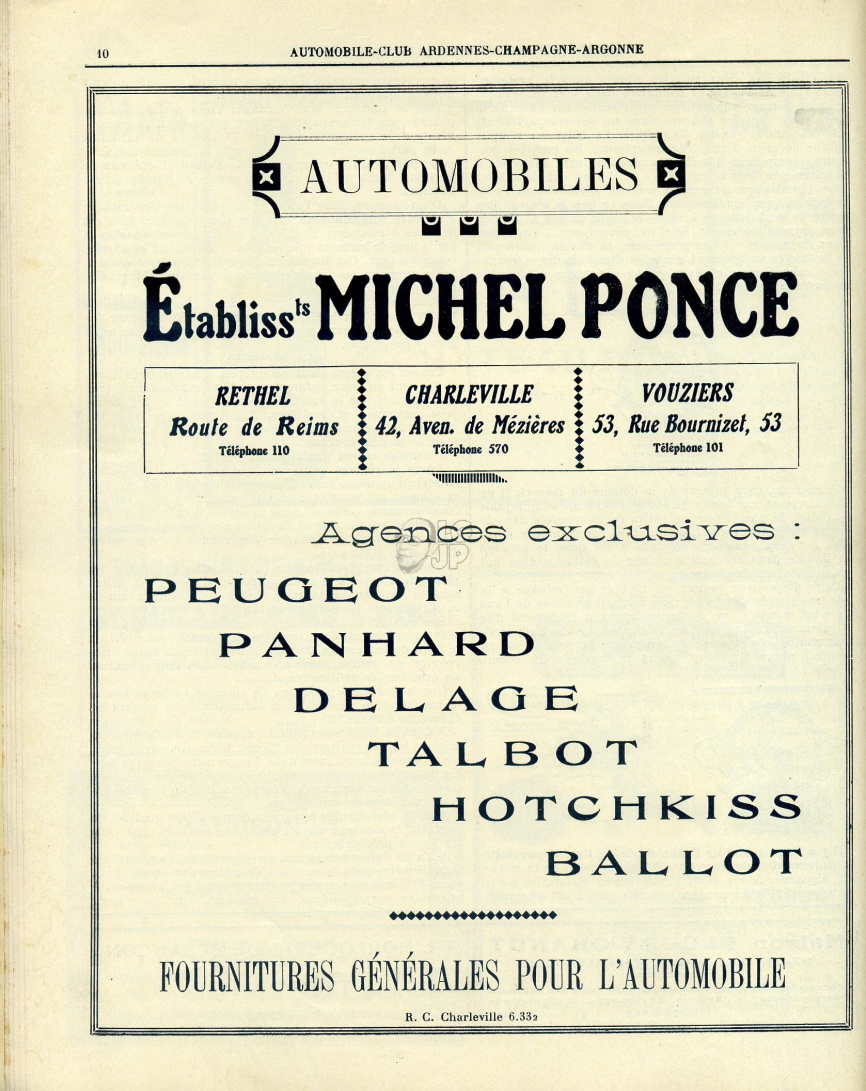 10
AUTOMOBILE-CLUB ARDENNES-CHAMPAGNE-ARGONNE
AUTOMOBILES
Établissts MICHEL PONCE
RETHEL
Route de Reims
Téléphone 110
CHARLEVILLE
42, Aven. de Mézières
Téléphone 570
VOUZIERS
53, Rue Bournizet, 53
Téléphone 101
Agences exclusives :
LC
JP
PEUGEOT
PANHARD
DELAGE
TALBOT
HOTCHKISS
BALLOT
FOURNITURES GÉNÉRALES POUR L'AUTOMOBILE
R. C. Charleville 6.332